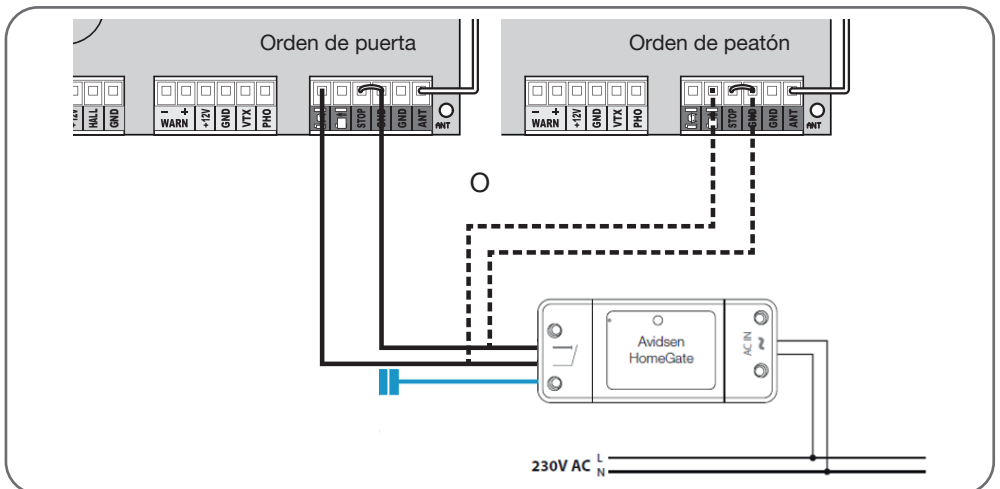 Orden de puerta
Orden de peatón
+12V HALL GND
- + WARN +12V GND VTX PHO
STOP GND GND ANT
ANT
- + WARN +12V GND VTX PHO
STOP GND GND ANT
ANT
O
Avidsen
HomeGate
AC IN ~
230V AC L
N